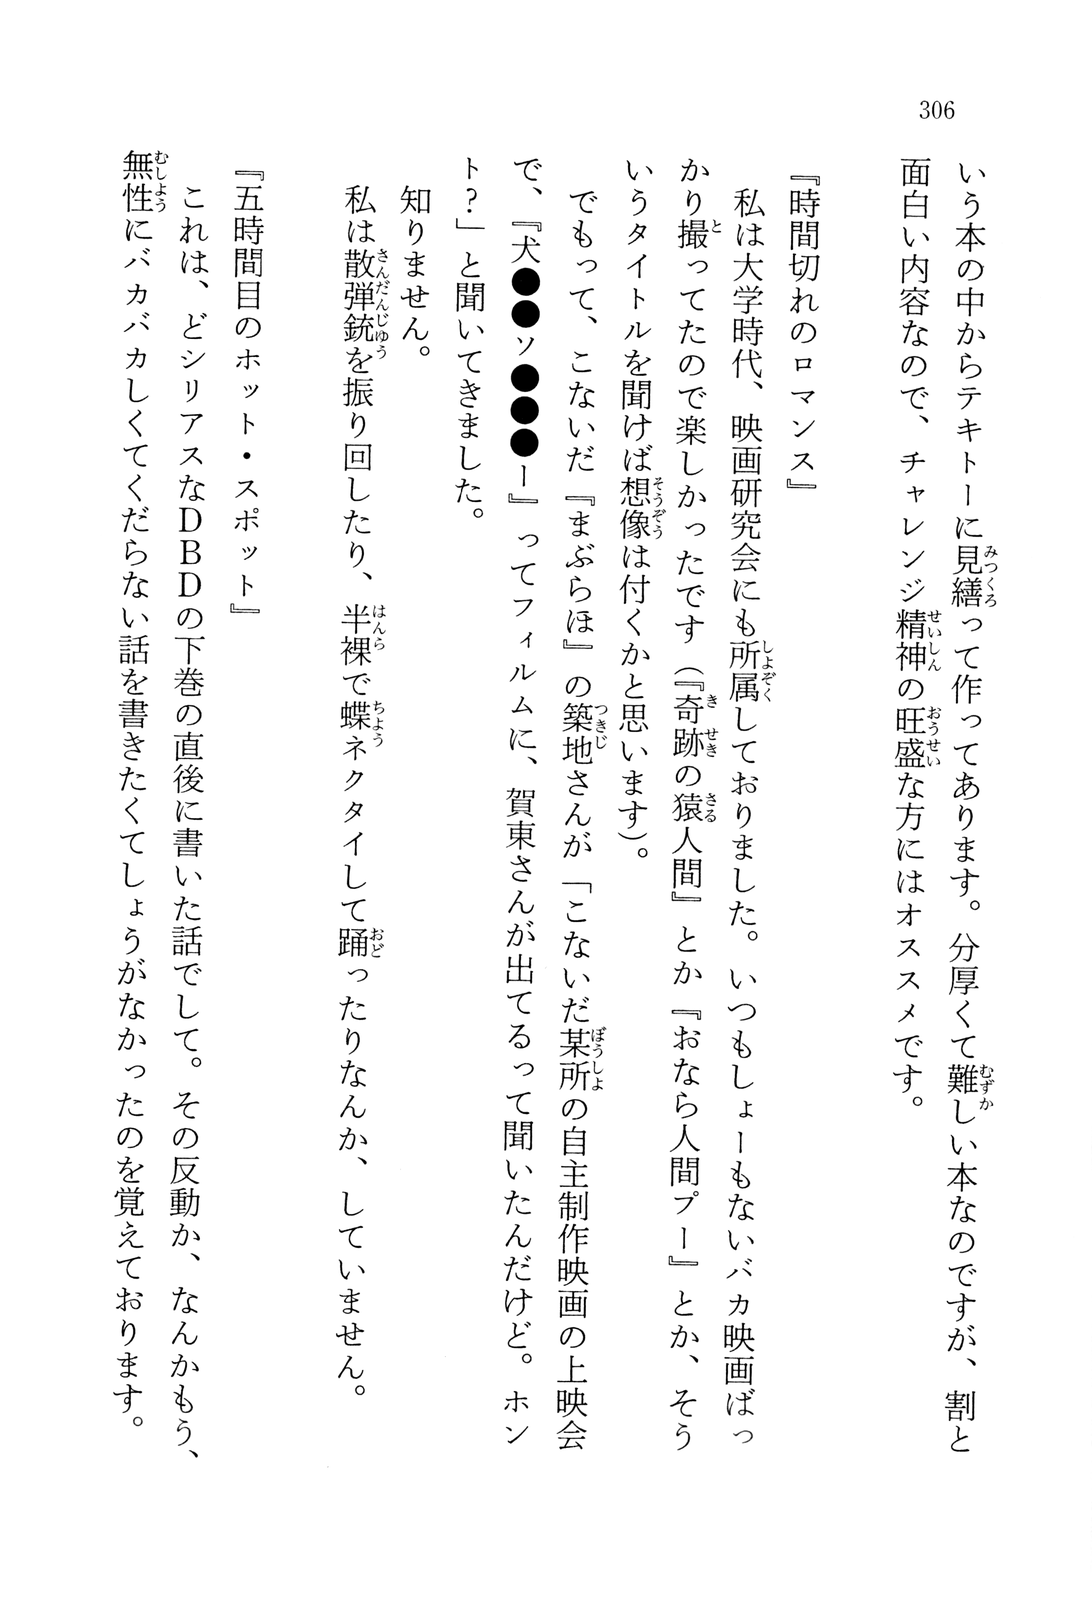 306
いう本の中からテキトーに見繕って作ってあります。分厚くて難しい本なのですが、割と
面白い内容なので、チャレンジ精神の旺盛な方にはオススメです。
『時間切れのロマンス』
私は大学時代、映画研究会にも所属しておりました。いつもしょーもないバカ映画ばっ
かり撮ってたので楽しかったです（『奇跡の猿人間』とか『おなら人間プー』とか、そう
いうタイトルを聞けば想像は付くかと思います）。
でもって、こないだ『まぶらほ』の築地さんが「こないだ某所の自主制作映画の上映会
で、『犬●●ソ●●●ー』ってフィルムに、賀東さんが出てるって聞いたんだけど。ホン
ト？」と聞いてきました。
知りません。
私は散弾銃を振り回したり、半裸で蝶ネクタイして踊ったりなんか、していません。
『五時間目のホット・スポット』
これは、どシリアスなＤＢＤの下巻の直後に書いた話でして。その反動か、なんかもう、
無性にバカバカしくてくだらない話を書きたくてしょうがなかったのを覚えております。